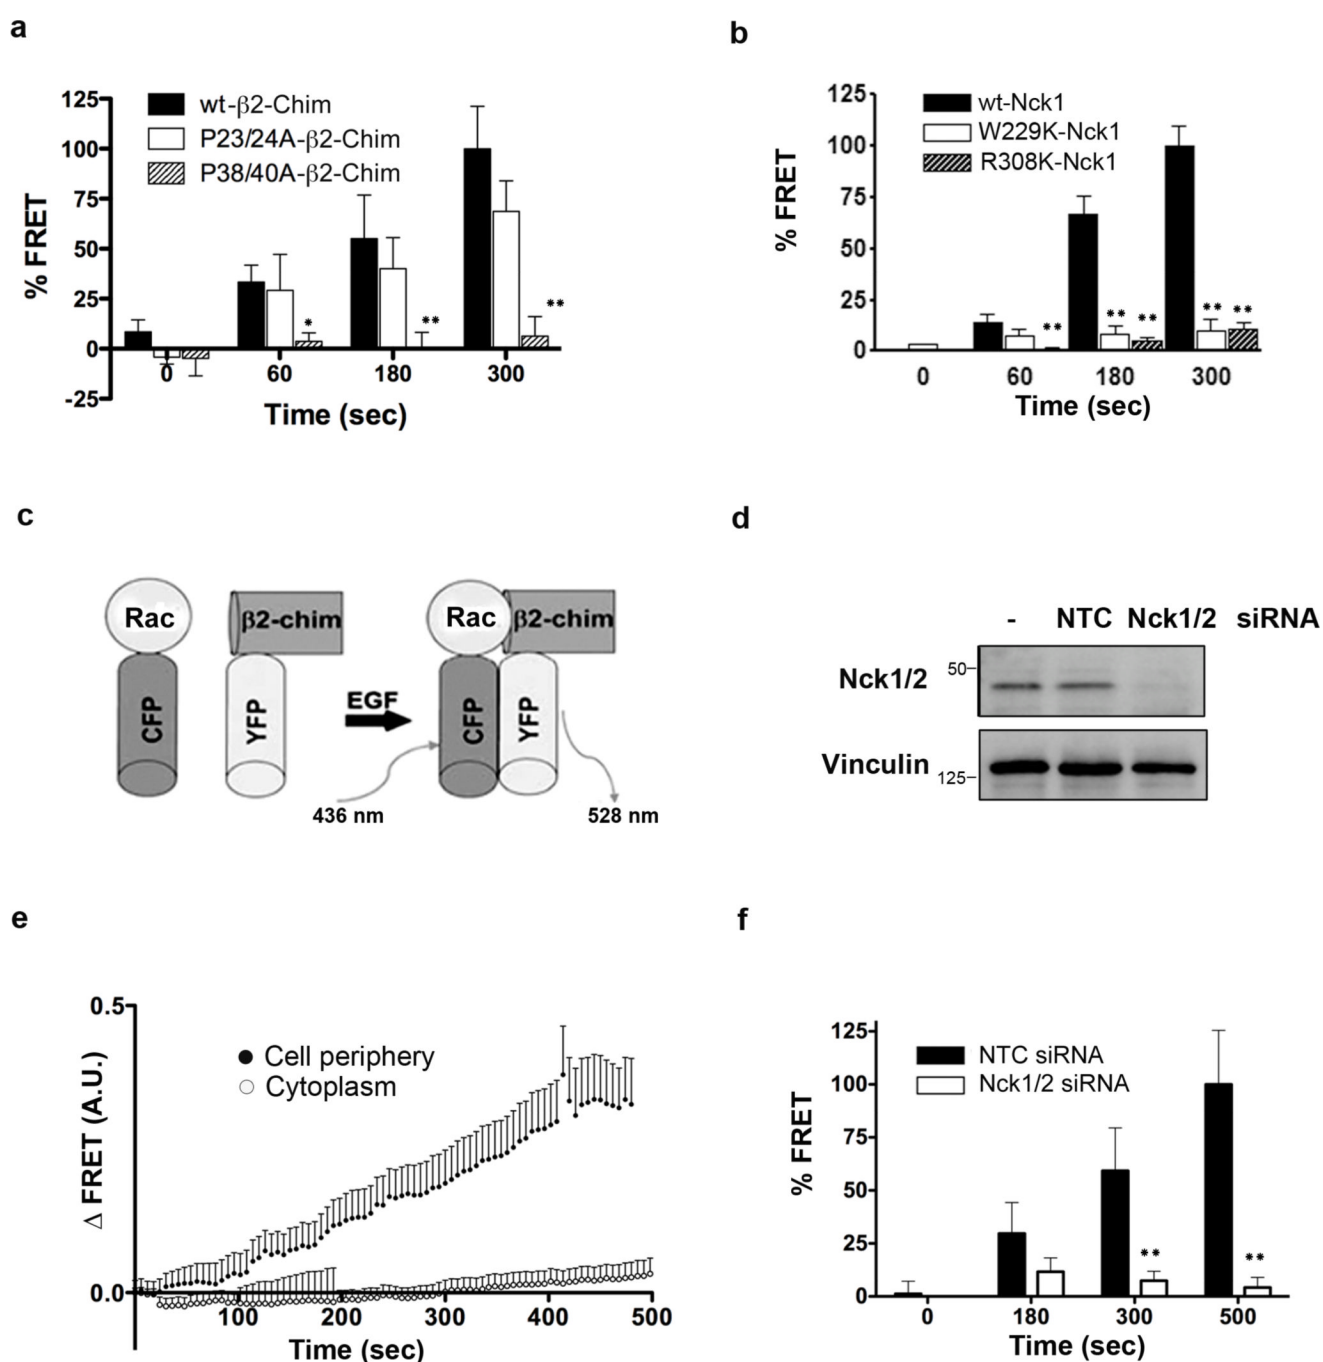 a
125
100
75
50
25
0
-25
% FRET
wt-β2-Chim
P23/24A-β2-Chim
P38/40A-β2-Chim
*
**
**
0 60 180 300
Time (sec)
b
125
100
75
50
25
0
% FRET
wt-Nck1
W229K-Nck1
R308K-Nck1
**
** **
** **
0 60 180 300
Time (sec)
c
Rac
β2-chim
CFP
YFP
EGF
Rac
β2-chim
CFP
YFP
436 nm
528 nm
d
- NTC Nck1/2 siRNA
Nck1/2
50
Vinculin
125
e
0.5
0.0
Δ FRET (A.U.)
Cell periphery
Cytoplasm
100 200 300 400 500
Time (sec)
f
125
100
75
50
25
0
% FRET
NTC siRNA
Nck1/2 siRNA
**
**
0 180 300 500
Time (sec)